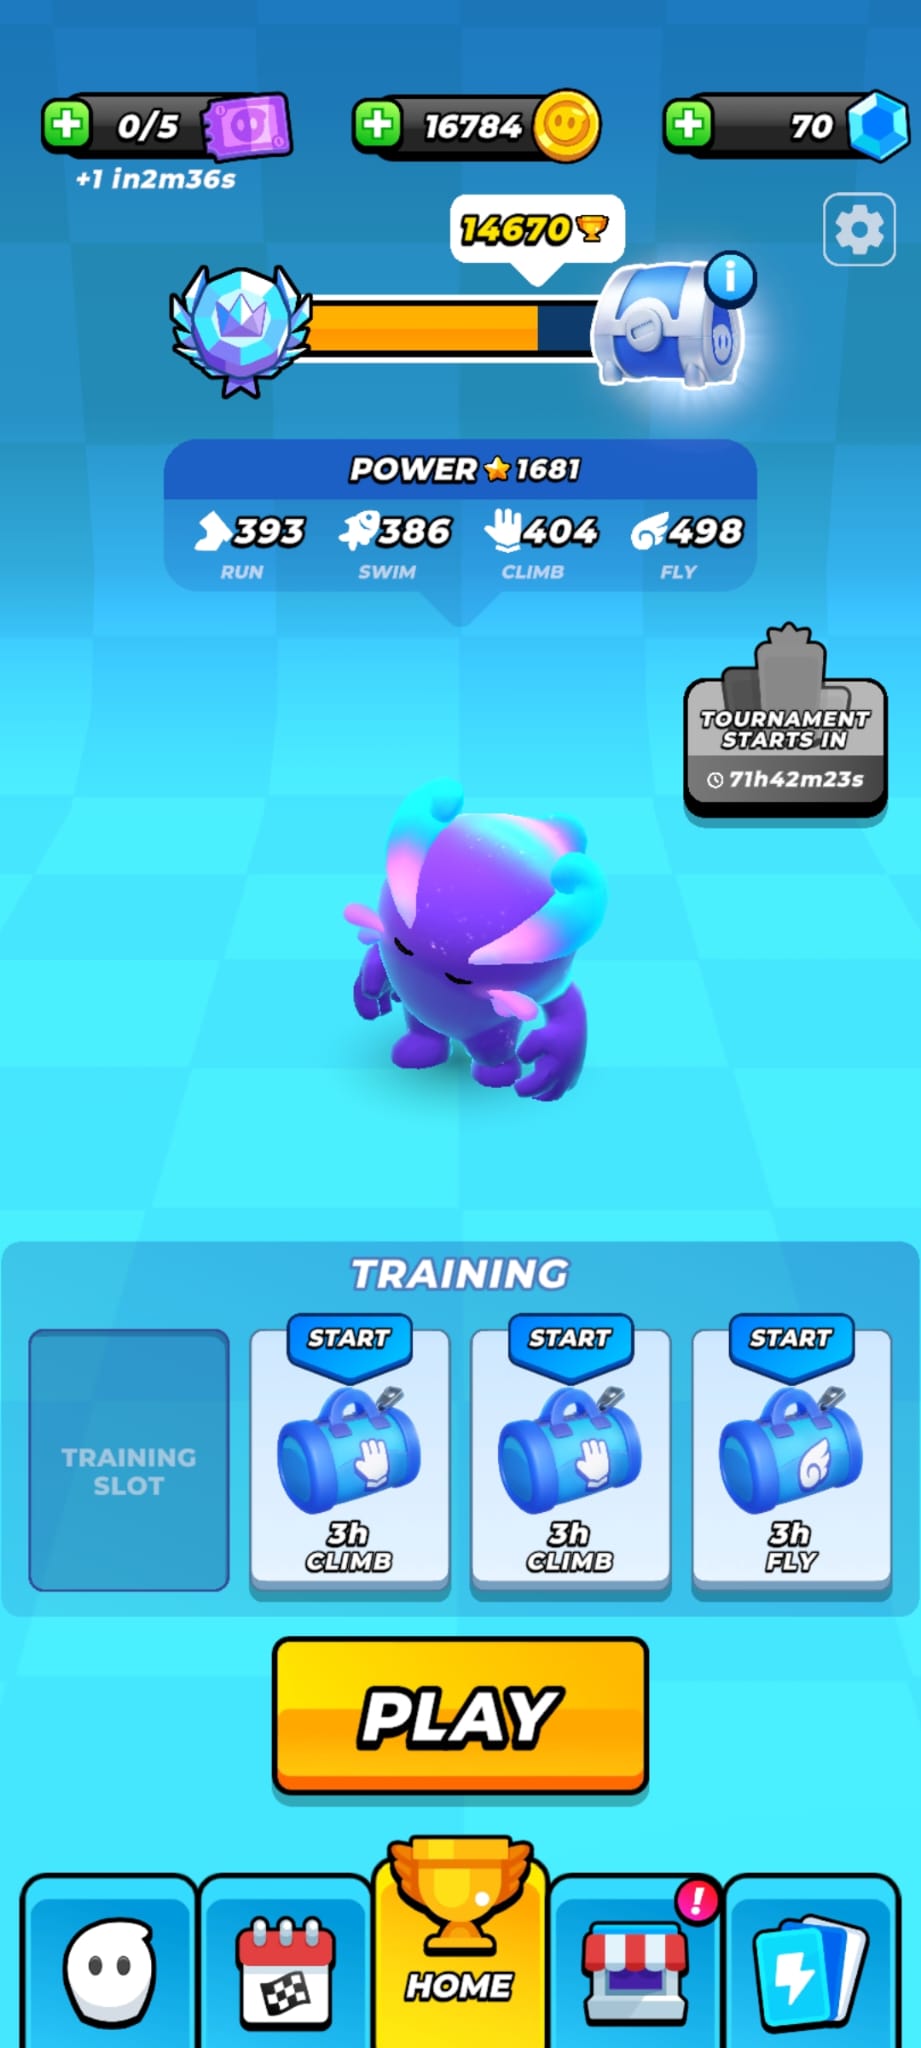 0/5
16784
70
+1 in2m36s
14670
i
POWER 1681
393
386
404
498
RUN
SWIM
CLIMB
FLY
TOURNAMENT
STARTS IN
71h42m23s
TRAINING
TRAINING
SLOT
START
3h
CLIMB
START
3h
CLIMB
START
3h
FLY
PLAY
!
HOME